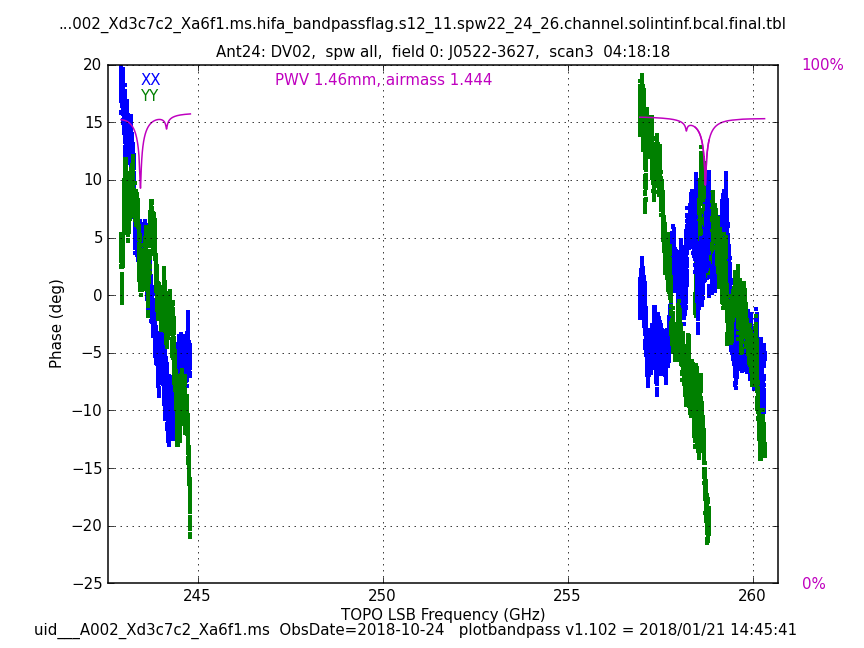 ...002_Xd3c7c2_Xa6f1.ms.hifa_bandpassflag.s12_11.spw22_24_26.channel.solintinf.bcal.final.tbl
Ant24: DV02,  spw all,  field 0: J0522-3627,  scan3  04:18:18
20
15
10
5
0
−5
−10
−15
−20
−25
Phase (deg)
XX
YY
PWV 1.46mm, airmass 1.444
100%
0%
245 250 255 260
TOPO LSB Frequency (GHz)
uid___A002_Xd3c7c2_Xa6f1.ms  ObsDate=2018-10-24   plotbandpass v1.102 = 2018/01/21 14:45:41